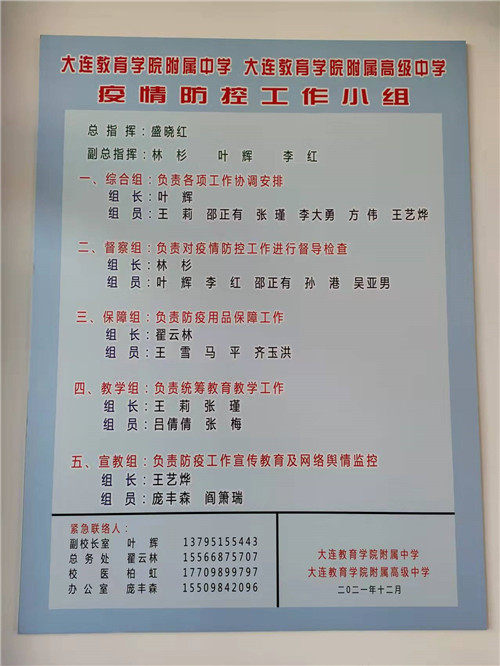 大连教育学院附属中学 大连教育学院附属高级中学
疫情防控工作小组
总指挥：盛晓红
副总指挥：林 杉 叶 辉 李 红
一、综合组：负责各项工作协调安排
组 长：叶 辉
组 员：王 莉 邵正有 张 瑾 李大勇 方 伟 王艺烨
二、督察组：负责对疫情防控工作进行督导检查
组 长：林 杉
组 员：叶 辉 李 红 邵正有 孙 港 吴亚男
三、保障组：负责防疫用品保障工作
组 长：翟云林
组 员：王 雪 马 平 齐玉洪
四、教学组：负责统筹教育教学工作
组 长：王 莉 张 瑾
组 员：吕倩倩 张 梅
五、宣教组：负责防疫工作宣传教育及网络舆情监控
组 长：王艺烨
组 员：庞丰森 阎箫瑞
紧急联络人：
副校长室 叶 辉 13795155443
总 务 处 翟云林 15566875707
校 医 柏 虹 17709899797
办 公 室 庞丰森 15509842096
大连教育学院附属中学
大连教育学院附属高级中学
二〇二一年十二月